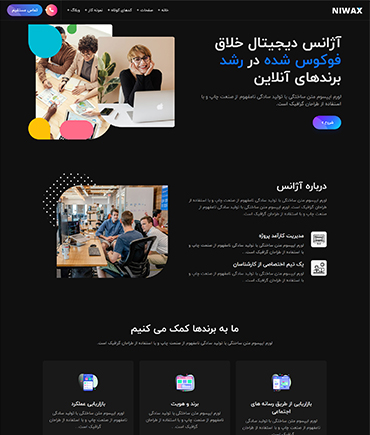 NIWAX
خانه
صفحات
کدهای کوتاه
نمونه کار
وبلاگ
تماس مستقیم
آژانس دیجیتال خلاق
فوکوس شده در رشد
برندهای آنلاین
لورم ایپسوم متن ساختگی با تولید سادگی نامفهوم از صنعت چاپ و با
استفاده از طراحان گرافیک است.
درباره آژانس
لورم ایپسوم متن ساختگی با تولید سادگی نامفهوم از صنعت چاپ و با استفاده از
طراحان گرافیک است. لورم ایپسوم متن ساختگی با تولید سادگی نامفهوم از
صنعت چاپ و با استفاده از طراحان گرافیک است.
مدیریت کارآمد پروژه
لورم ایپسوم متن ساختگی با تولید سادگی نامفهوم از صنعت چاپ و با
استفاده از طراحان گرافیک است.
یک تیم اختصاصی از کارشناسان
لورم ایپسوم متن ساختگی با تولید سادگی نامفهوم از صنعت چاپ و با
استفاده از طراحان گرافیک است.
ما به برندها کمک می کنیم
لورم ایپسوم متن ساختگی با تولید سادگی نامفهوم از صنعت چاپ و با استفاده از طراحان گرافیک است.
بازاریابی از طریق رسانه های
اجتماعی
لورم ایپسوم متن ساختگی با تولید
سادگی نامفهوم از صنعت چاپ و با
استفاده از طراحان گرافیک است.
برند و هویت
لورم ایپسوم متن ساختگی با تولید
سادگی نامفهوم از صنعت چاپ و با
استفاده از طراحان گرافیک است.
بازاریابی عملکرد
لورم ایپسوم متن ساختگی با تولید
سادگی نامفهوم از صنعت چاپ و با
استفاده از طراحان گرافیک است.